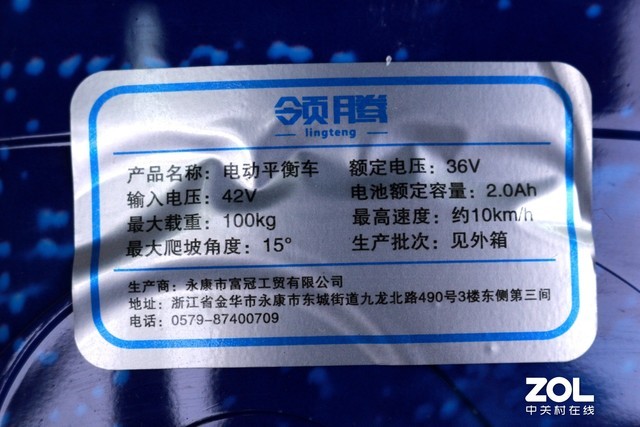 领腾
lingteng
产品名称：电动平衡车 额定电压：36V
输入电压：42V 电池额定容量：2.0Ah
最大载重：100kg 最高速度：约10km/h
最大爬坡角度：15° 生产批次：见外箱
生产商：永康市富冠工贸有限公司
地址：浙江省金华市永康市东城街道九龙北路490号3楼东侧第三间
电话：0579-87400709
ZOL
中关村在线